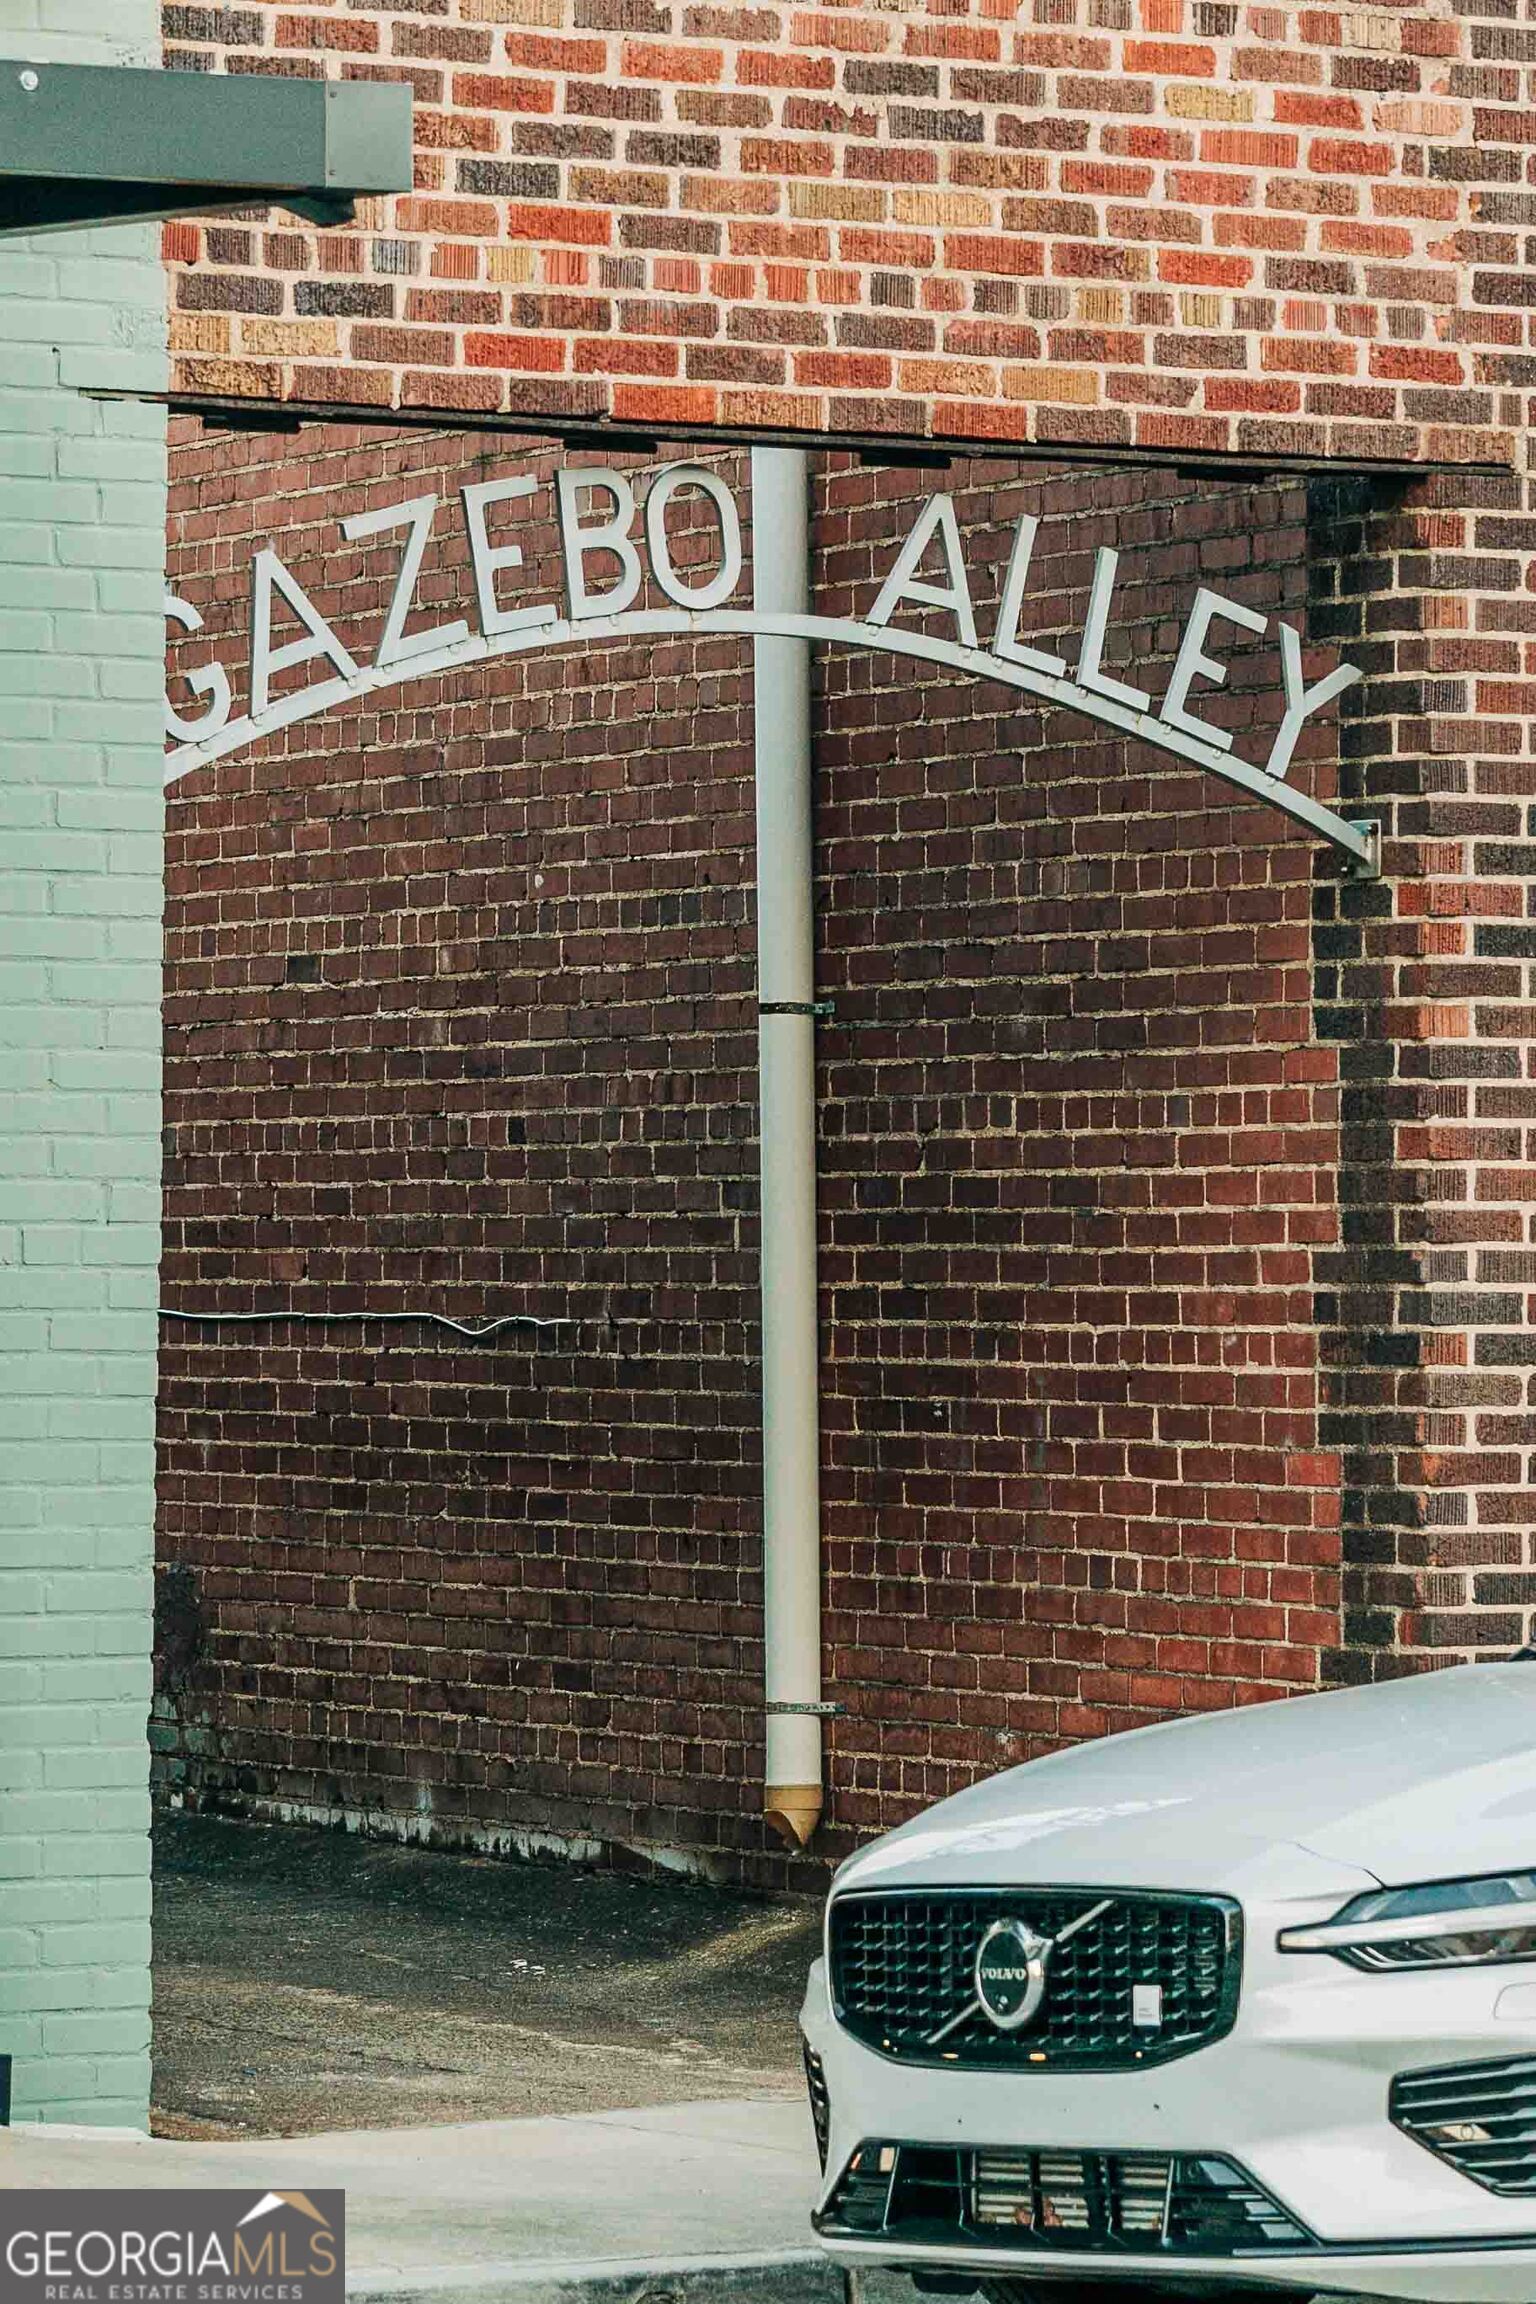 GAZEBO ALLEY
VOLVO
GEORGIAMLS
REAL ESTATE SERVICES